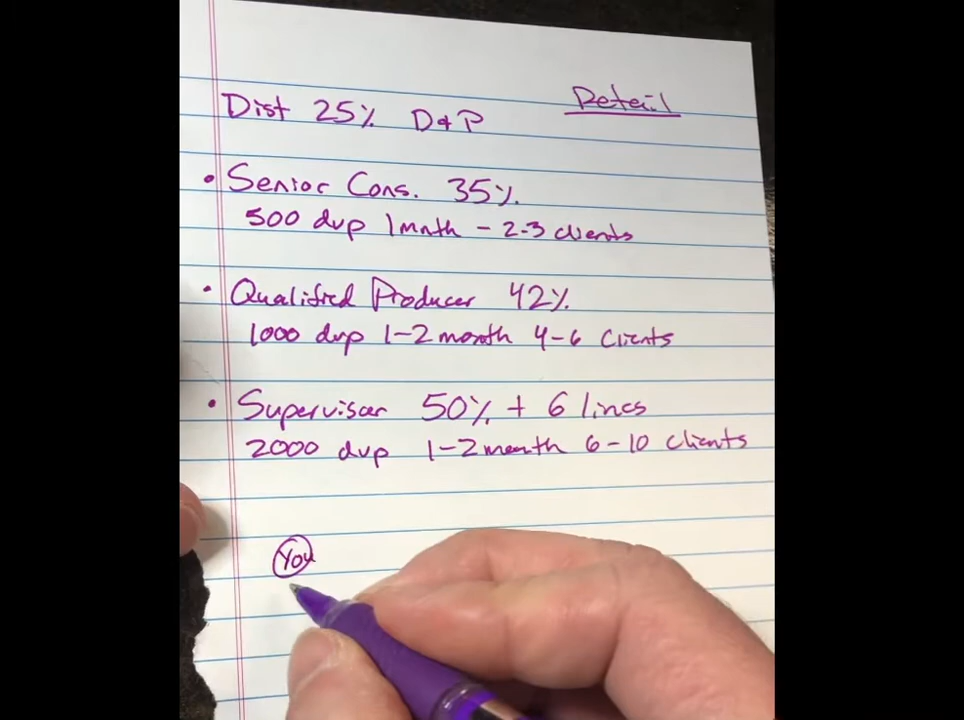 Retail
Dist 25% D+P
• Senior Cons. 35%.
500 dvp 1 mnth - 2-3 clients
• Qualified Producer 42%.
1000 dvp 1-2 month 4-6 Clients
• Supervisor 50% + 6 lines
2000 dvp 1-2 month 6-10 clients
You